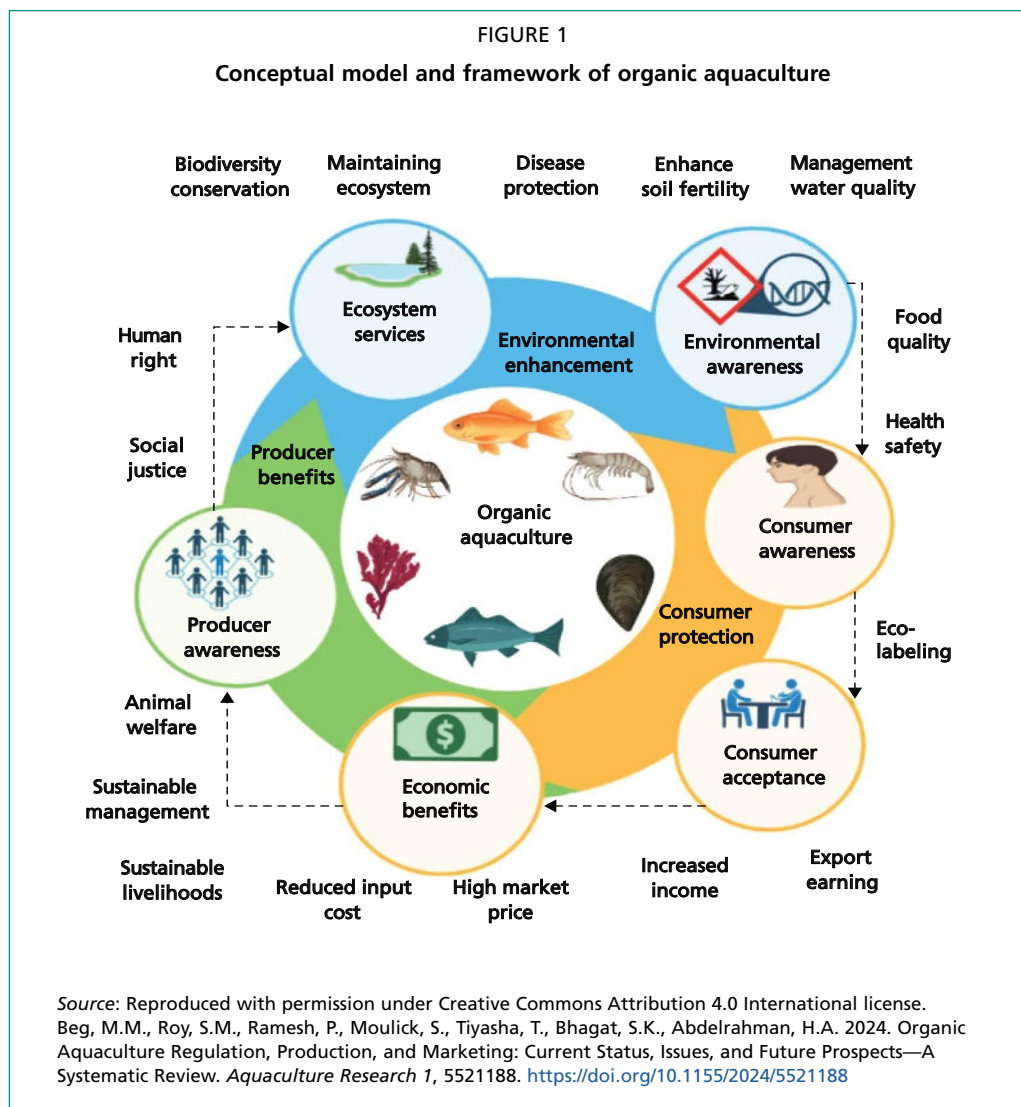 FIGURE 1
Conceptual model and framework of organic aquaculture
Biodiversity
conservation
Maintaining
ecosystem
Disease
protection
Enhance
soil fertility
Management
water quality
Ecosystem
services
Environmental
enhancement
Environmental
awareness
Human
right
Food
quality
Social
justice
Producer
benefits
Health
safety
Organic
aquaculture
Consumer
awareness
Producer
awareness
Consumer
protection
Eco-
labeling
Animal
welfare
$
Economic
benefits
Consumer
acceptance
Sustainable
management
Sustainable
livelihoods
Reduced input
cost
High market
price
Increased
income
Export
earning
Source: Reproduced with permission under Creative Commons Attribution 4.0 International license.
Beg, M.M., Roy, S.M., Ramesh, P., Moulick, S., Tiyasha, T., Bhagat, S.K., Abdelrahman, H.A. 2024. Organic
Aquaculture Regulation, Production, and Marketing: Current Status, Issues, and Future Prospects—A
Systematic Review. Aquaculture Research 1, 5521188. https://doi.org/10.1155/2024/5521188